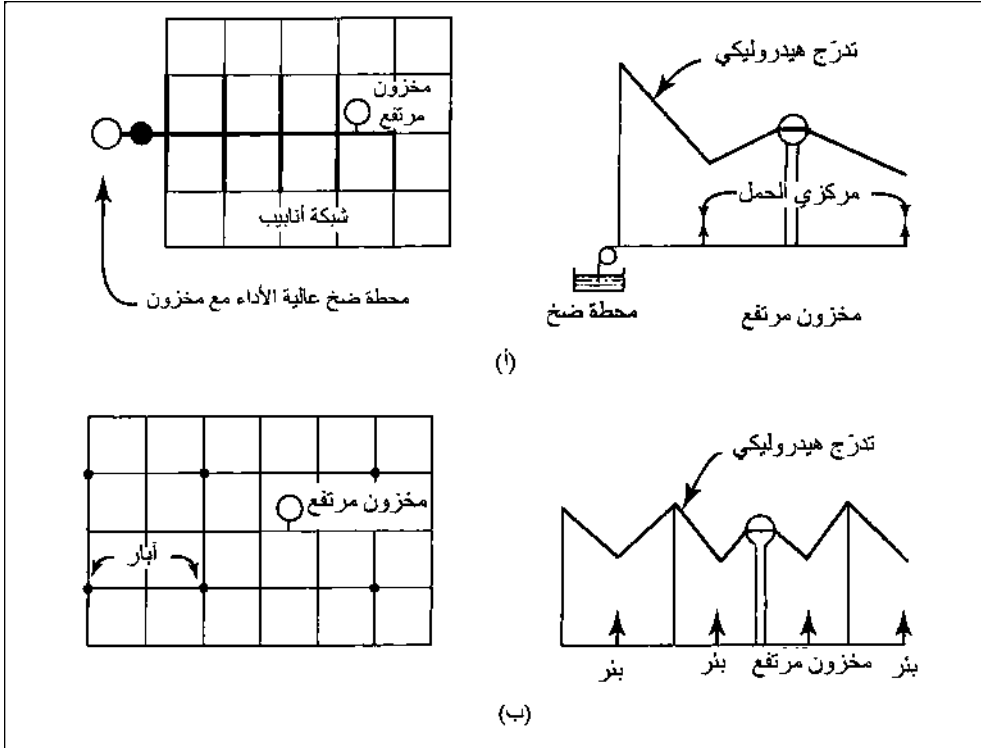 تدرّج هيدروليكي
مخزون
مرتفع
مركزي الحمل
شبكة أنابيب
محطة ضخ عالية الأداء مع مخزون
محطة ضخ
مخزون مرتفع
(أ)
تدرّج هيدروليكي
مخزون مرتفع
آبار
بئر
بئر
مخزون مرتفع
بئر
(ب)